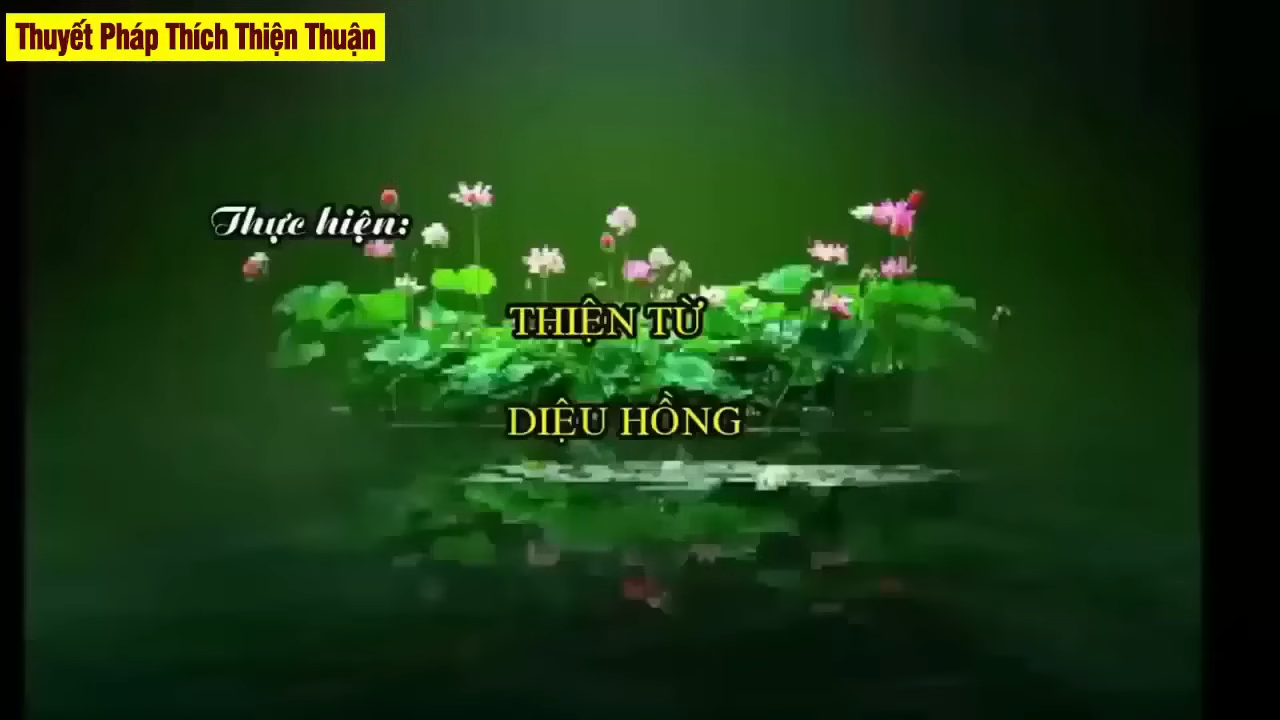 Thuyết Pháp Thích Thiện Thuận
Thực hiện:
THIỆN TỪ
DIỆU HỒNG